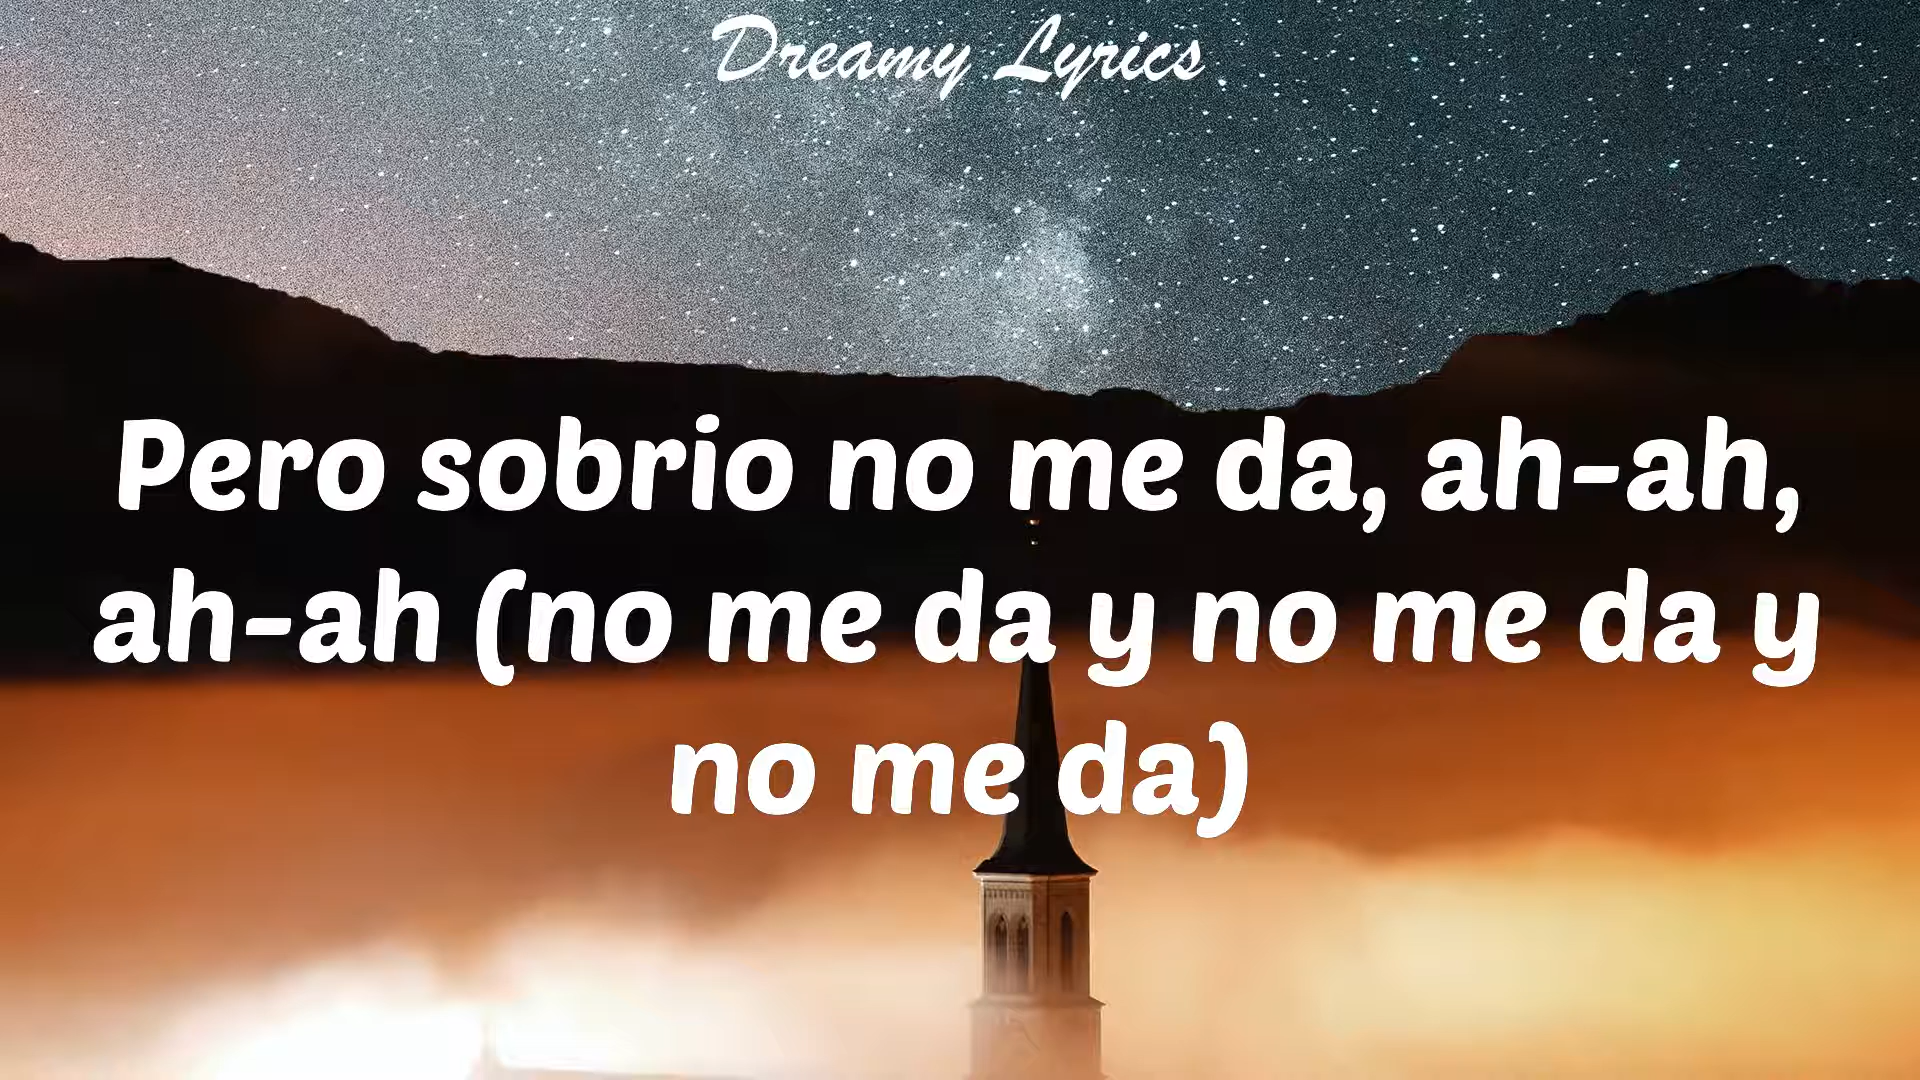 Dreamy Lyrics
Pero sobrio no me da, ah-ah,
ah-ah (no me da y no me da y
no me da)